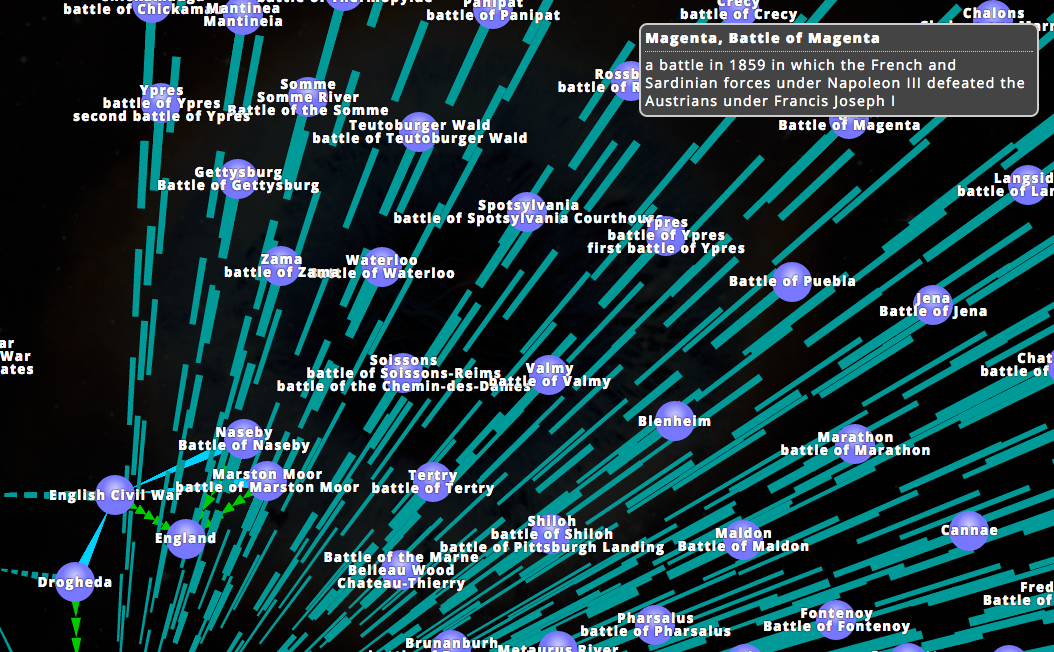 battle of Chickamauga
Mantinea
Mantineia
battle of Thermopylae
Panipat
battle of Panipat
Crecy
battle of Crecy
Chalons
Magenta, Battle of Magenta
a battle in 1859 in which the French and
Sardinian forces under Napoleon III defeated the
Austrians under Francis Joseph I
Battle of Magenta
Ypres
battle of Ypres
second battle of Ypres
Somme
Somme River
Battle of the Somme
Teutoburger Wald
battle of Teutoburger Wald
Rossb
battle of R
Gettysburg
Battle of Gettysburg
Langsid
battle of Lan
Spotsylvania
battle of Spotsylvania Courthouse
Ypres
battle of Ypres
first battle of Ypres
Zama
battle of Zama
Waterloo
battle of Waterloo
Battle of Puebla
Jena
Battle of Jena
ar
War
ates
Soissons
battle of Soissons-Reims
battle of the Chemin-des-Dames
Valmy
battle of Valmy
Chat
battle of
Blenheim
Naseby
Battle of Naseby
Marathon
battle of Marathon
Marston Moor
battle of Marston Moor
Tertry
battle of Tertry
English Civil War
England
Shiloh
battle of Shiloh
battle of Pittsburgh Landing
Maldon
Battle of Maldon
Cannae
Battle of the Marne
Belleau Wood
Chateau-Thierry
Drogheda
Fred
Battle of
Pharsalus
battle of Pharsalus
Fontenoy
Battle of Fontenoy
Brunanburh
Metaurus River